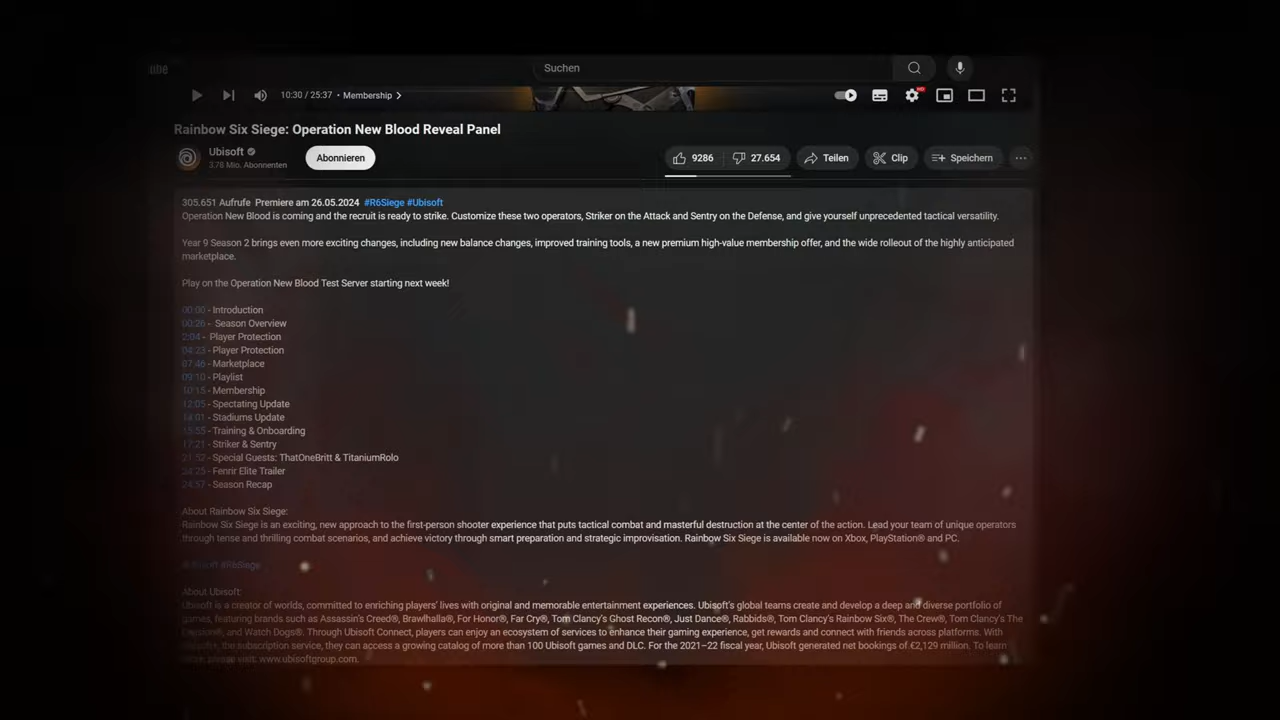 ube
Suchen
10:30 / 25:37 • Membership
Rainbow Six Siege: Operation New Blood Reveal Panel
Ubisoft
3.78 Mio. Abonnenten
Abonnieren
9286
27.654
Teilen
Clip
Speichern
305.651 Aufrufe Premiere am 26.05.2024 #R6Siege #Ubisoft
Operation New Blood is coming and the recruit is ready to strike. Customize these two operators, Striker on the Attack and Sentry on the Defense, and give yourself unprecedented tactical versatility.
Year 9 Season 2 brings even more exciting changes, including new balance changes, improved training tools, a new premium high-value membership offer, and the wide rollout of the highly anticipated
marketplace.
Play on the Operation New Blood Test Server starting next week!
00:00 - Introduction
00:26 - Season Overview
2:04 - Player Protection
04:23 - Player Protection
07:46 - Marketplace
09:10 - Playlist
10:15 - Membership
12:05 - Spectating Update
14:01 - Stadiums Update
15:55 - Training & Onboarding
17:21 - Striker & Sentry
21:52 - Special Guests: ThatOneBritt & TitaniumRolo
24:25 - Fenrir Elite Trailer
24:57 - Season Recap
About Rainbow Six Siege:
Rainbow Six Siege is an exciting, new approach to the first-person shooter experience that puts tactical combat and masterful destruction at the center of the action. Lead your team of unique operators
through tense and thrilling combat scenarios, and achieve victory through smart preparation and strategic improvisation. Rainbow Six Siege is available now on Xbox, PlayStation® and PC.
#Ubisoft #R6Siege
About Ubisoft:
Ubisoft is a creator of worlds, committed to enriching players' lives with original and memorable entertainment experiences. Ubisoft's global teams create and develop a deep and diverse portfolio of
games, featuring brands such as Assassin's Creed®, Brawlhalla®, For Honor®, Far Cry®, Tom Clancy's Ghost Recon®, Just Dance®, Rabbids®, Tom Clancy's Rainbow Six®, The Crew®, Tom Clancy's The
Division®, and Watch Dogs®. Through Ubisoft Connect, players can enjoy an ecosystem of services to enhance their gaming experience, get rewards and connect with friends across platforms. With
Ubisoft+, the subscription service, they can access a growing catalog of more than 100 Ubisoft games and DLC. For the 2021–22 fiscal year, Ubisoft generated net bookings of €2,129 million. To learn
more, please visit: www.ubisoftgroup.com.